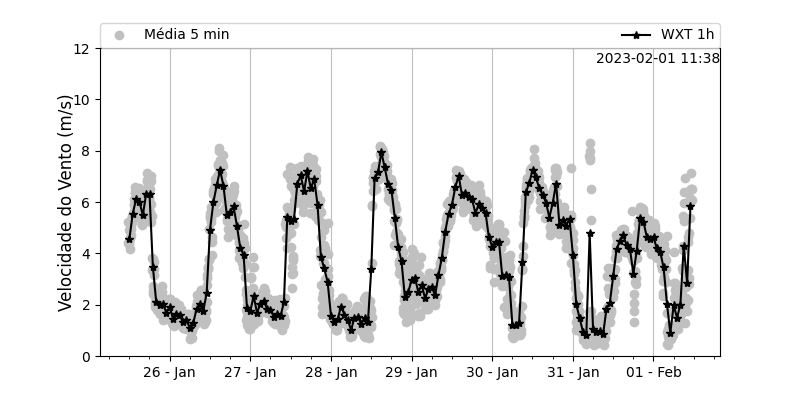 Média 5 min WXT 1h
2023-02-01 11:38
Velocidade do Vento (m/s)
12
10
8
6
4
2
0
26 - Jan 27 - Jan 28 - Jan 29 - Jan 30 - Jan 31 - Jan 01 - Feb